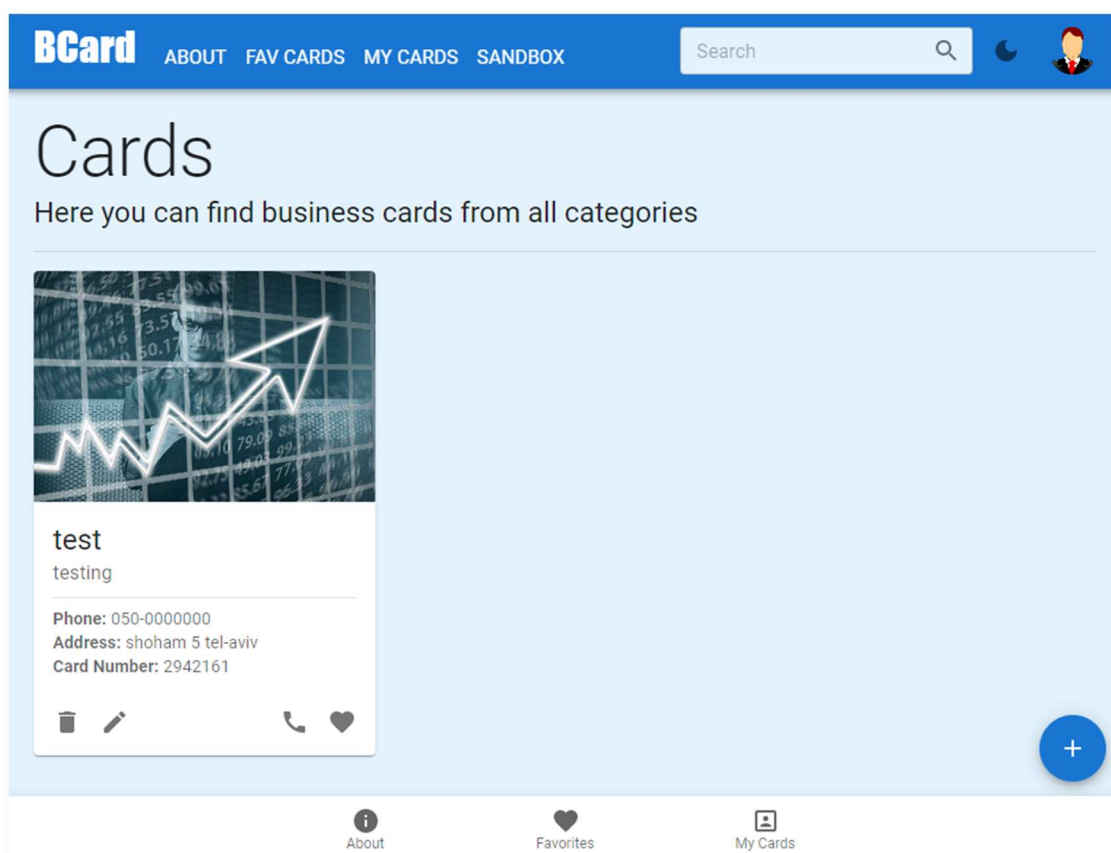 BCard ABOUT FAV CARDS MY CARDS SANDBOX Search
Cards
Here you can find business cards from all categories
test
testing
Phone: 050-0000000
Address: shoham 5 tel-aviv
Card Number: 2942161
+
About Favorites My Cards